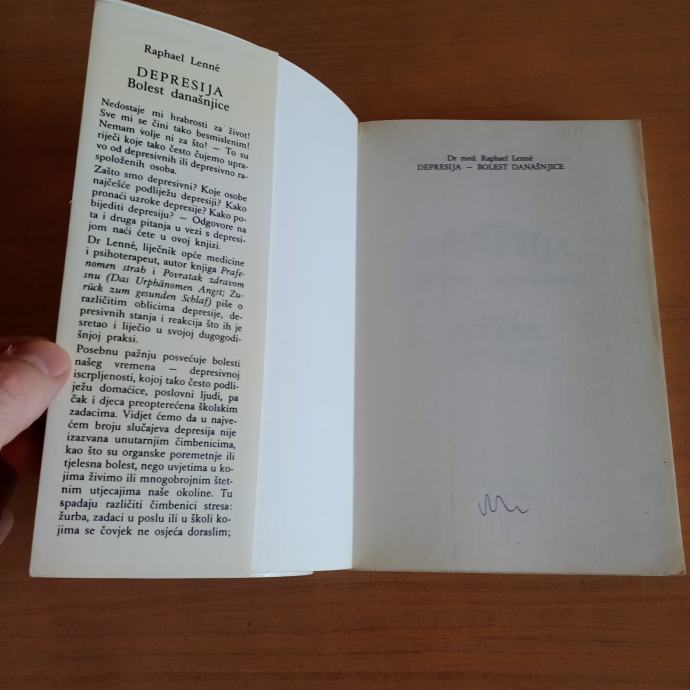 Raphael Lenné
DEPRESIJA
Bolest današnjice
Nedostaje mi hrabrosti za život!
Sve mi se čini tako besmislenim!
Nemam volje ni za što! — To su
riječi koje tako često čujemo upra-
vo od depresivnih ili depresivno ra-
spoloženih osoba.
Zašto smo depresivni? Koje osobe
najčešće podliježu depresiji? Kako
pronaći uzroke depresije? Kako po-
bijediti depresiju? — Odgovore na
ta i druga pitanja u vezi s depresi-
jom naći ćete u ovoj knjizi.
Dr Lenné, liječnik opće medicine
i psihoterapeut, autor knjiga Prafe-
nomen strah i Povratak zdravom
snu (Das Urphänomen Angst; Zu-
rück zum gesunden Schlaf) piše o
različitim oblicima depresije, de-
presivnih stanja i reakcija što ih je
sretao i liječio u svojoj dugogodi-
šnjoj praksi.
Posebnu pažnju posvećuje bolesti
našeg vremena — depresivnoj
iscrpljenosti, kojoj tako često podli-
ježu domaćice, poslovni ljudi, pa
čak i djeca preopterećena školskim
zadacima. Vidjet ćemo da u najve-
ćem broju slučajeva depresija nije
izazvana unutarnjim čimbenicima,
kao što su organske poremetnje ili
tjelesna bolest, nego uvjetima u ko-
jima živimo ili mnogobrojnim štet-
nim utjecajima naše okoline. Tu
spadaju različiti čimbenici stresa:
žurba, zadaci u poslu ili u školi ko-
jima se čovjek ne osjeća doraslim;
Dr med. Raphael Lenné
DEPRESIJA — BOLEST DANAŠNJICE